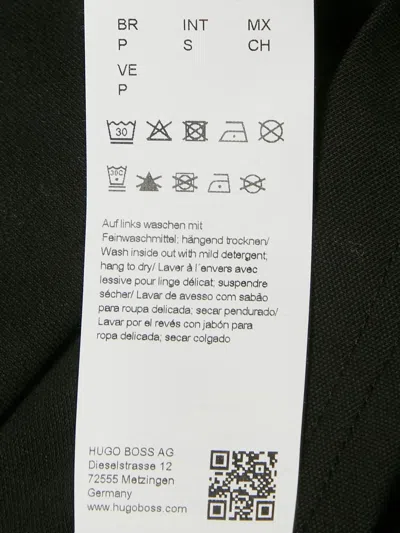 BR INT MX
P S CH
VE
P
30
30C
Auf links waschen mit
Feinwaschmittel; hängend trocknen/
Wash inside out with mild detergent;
hang to dry/ Laver à l´envers avec
lessive pour linge délicat; suspendre
sécher/ Lavar de avesso com sabão
para roupa delicada; secar pendurado/
Lavar por el revés con jabón para
ropa delicada; secar colgado
HUGO BOSS AG
Dieselstrasse 12
72555 Metzingen
Germany
www.hugoboss.com